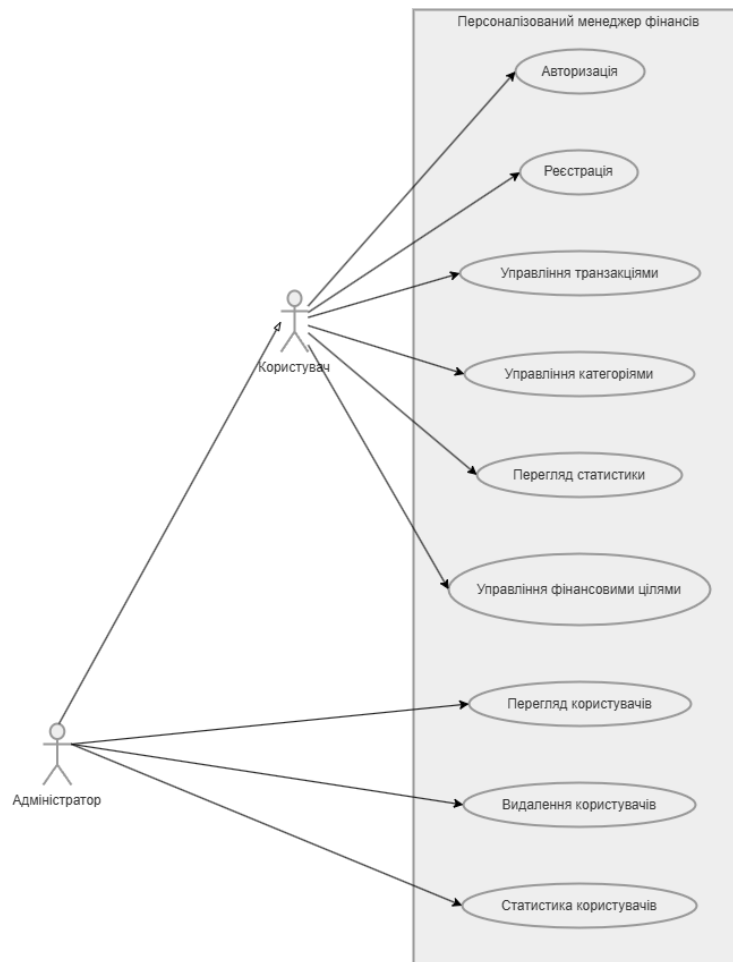 Персоналізований менеджер фінансів
Авторизація
Реєстрація
Управління транзакціями
Користувач
Управління категоріями
Перегляд статистики
Управління фінансовими цілями
Перегляд користувачів
Адміністратор
Видалення користувачів
Статистика користувачів